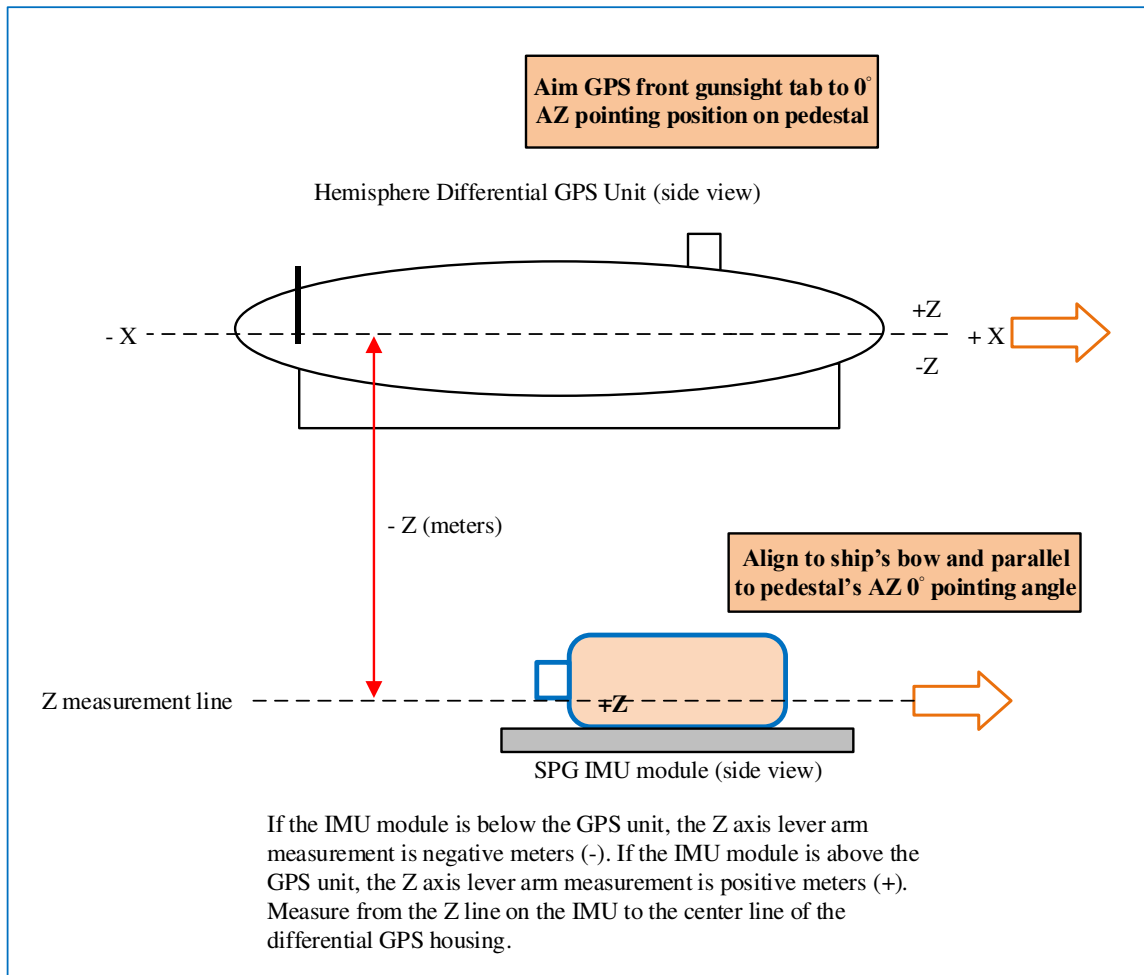 Aim GPS front gunsight tab to 0°
AZ pointing position on pedestal
Hemisphere Differential GPS Unit (side view)
+Z
- X
+ X
-Z
- Z (meters)
Align to ship's bow and parallel
to pedestal's AZ 0° pointing angle
Z measurement line
+Z
SPG IMU module (side view)
If the IMU module is below the GPS unit, the Z axis lever arm
measurement is negative meters (-). If the IMU module is above the
GPS unit, the Z axis lever arm measurement is positive meters (+).
Measure from the Z line on the IMU to the center line of the
differential GPS housing.